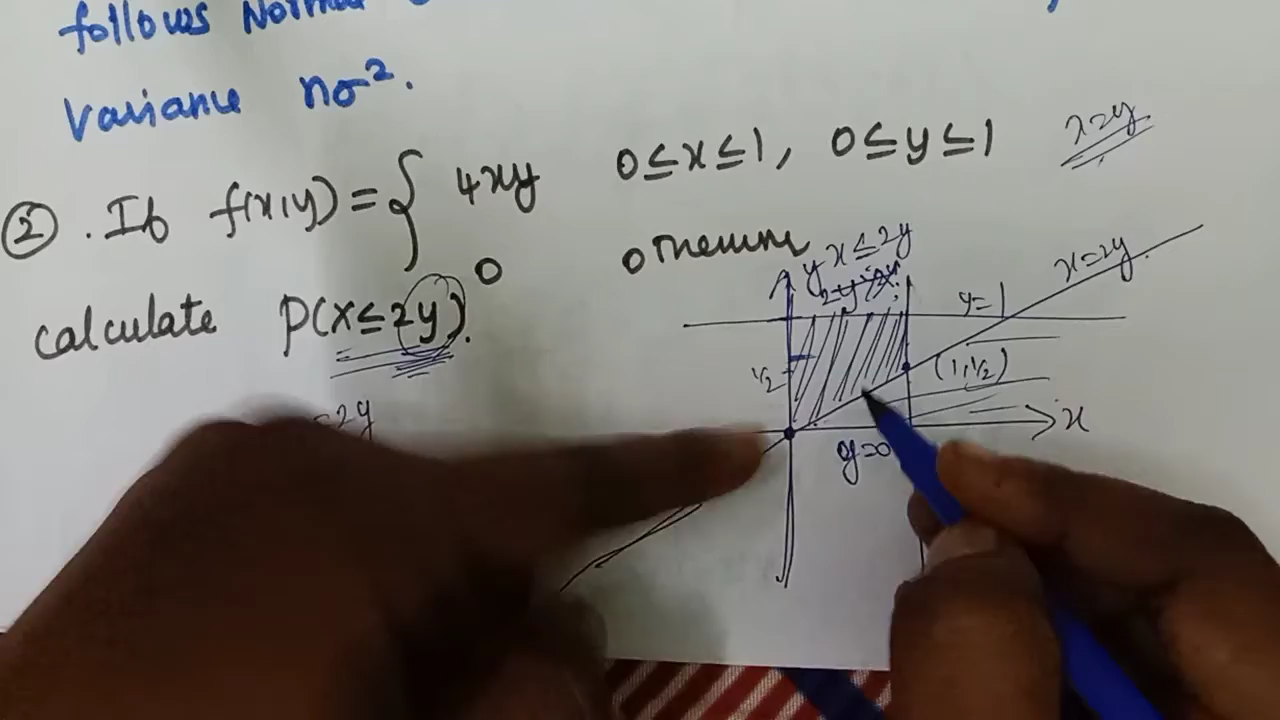 follows Normal
Variance nσ².
②. If f(x,y) = { 4xy 0≤x≤1, 0≤y≤1
0 otherwise
calculate P(X≤2y).
=2y
x=y
y x≤2y
x=2y
y=1
1/2
(1,1/2)
x
y=0